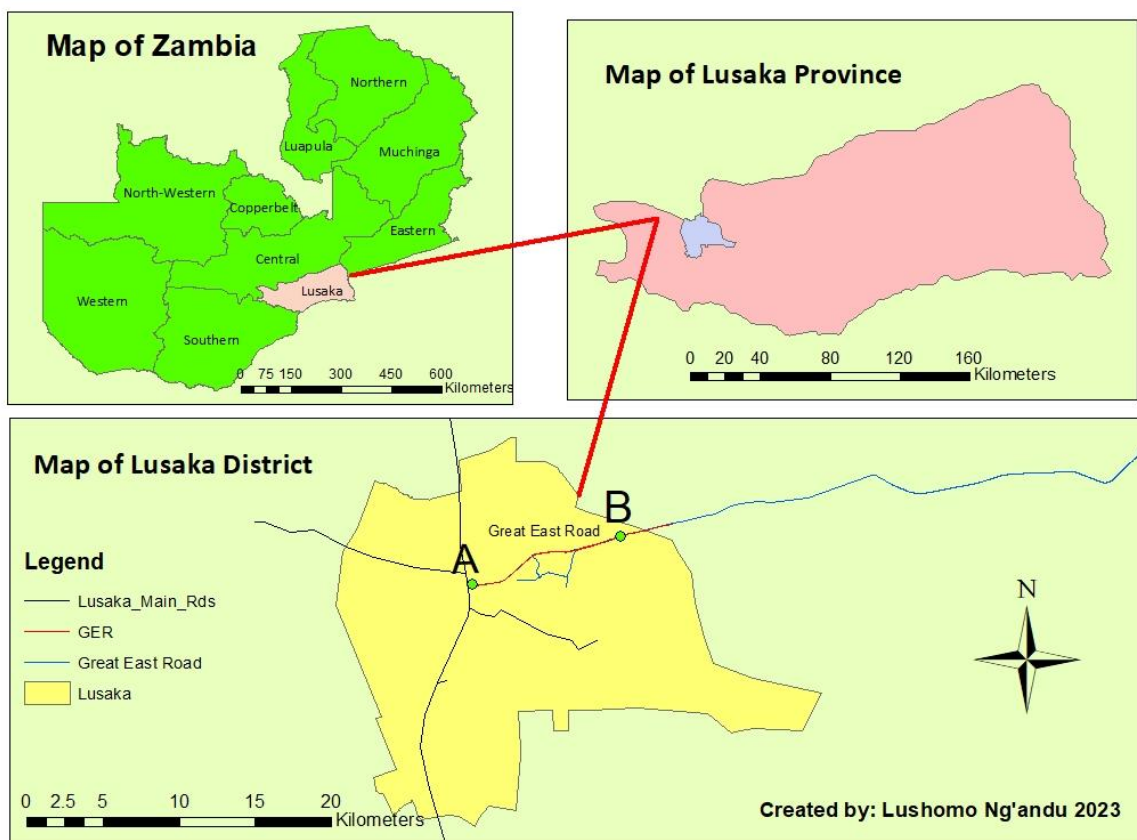 Map of Zambia
Northern
Luapula
Muchinga
North-Western
Copperbelt
Eastern
Central
Lusaka
Western
Southern
0 75 150 300 450 600
Kilometers
Map of Lusaka Province
0 20 40 80 120 160
Kilometers
Map of Lusaka District
B
Great East Road
A
Legend
Lusaka_Main_Rds
GER
Great East Road
Lusaka
N
0 2.5 5 10 15 20
Kilometers
Created by: Lushomo Ng'andu 2023